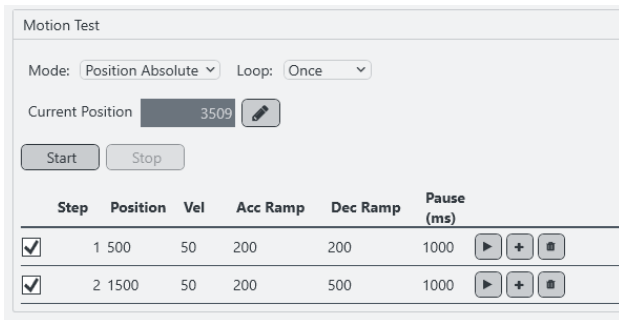 Motion Test
Mode: Position Absolute Loop: Once
Current Position 3509
Start Stop
Step Position Vel Acc Ramp Dec Ramp Pause (ms)
1 500 50 200 200 1000
2 1500 50 200 500 1000